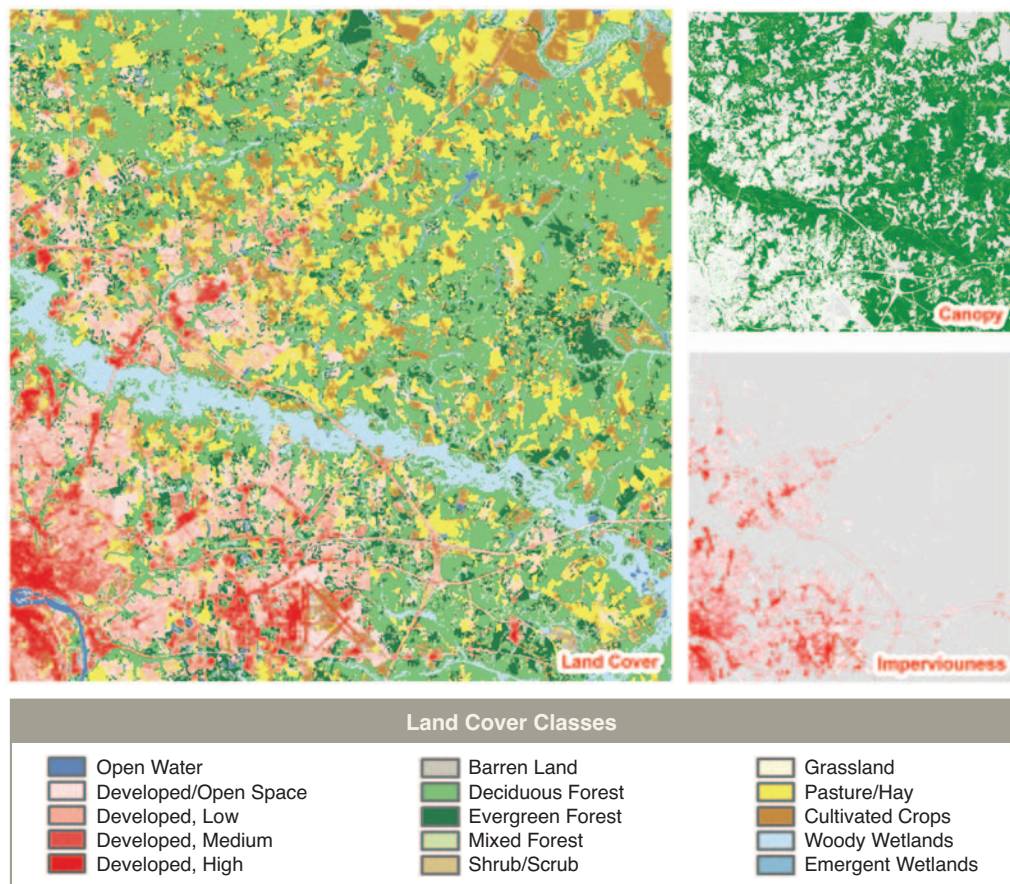 Canopy
Land Cover
Imperviouness
Land Cover Classes
Open Water
Developed/Open Space
Developed, Low
Developed, Medium
Developed, High
Barren Land
Deciduous Forest
Evergreen Forest
Mixed Forest
Shrub/Scrub
Grassland
Pasture/Hay
Cultivated Crops
Woody Wetlands
Emergent Wetlands